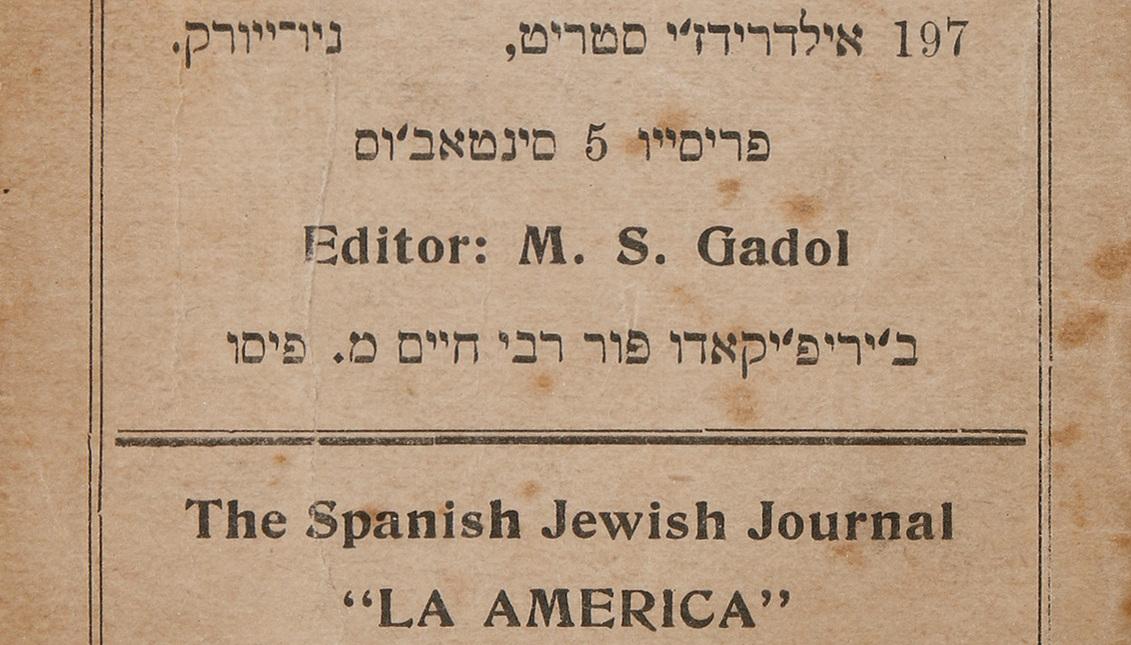 197 אילדרידז׳י סטריט, ניו־ייורק.
פריסייו 5 סינטאב׳וס
Editor: M. S. Gadol
ב׳יריפ׳יקאדו פור רבי חיים מ. פיסו
The Spanish Jewish Journal
“LA AMERICA”